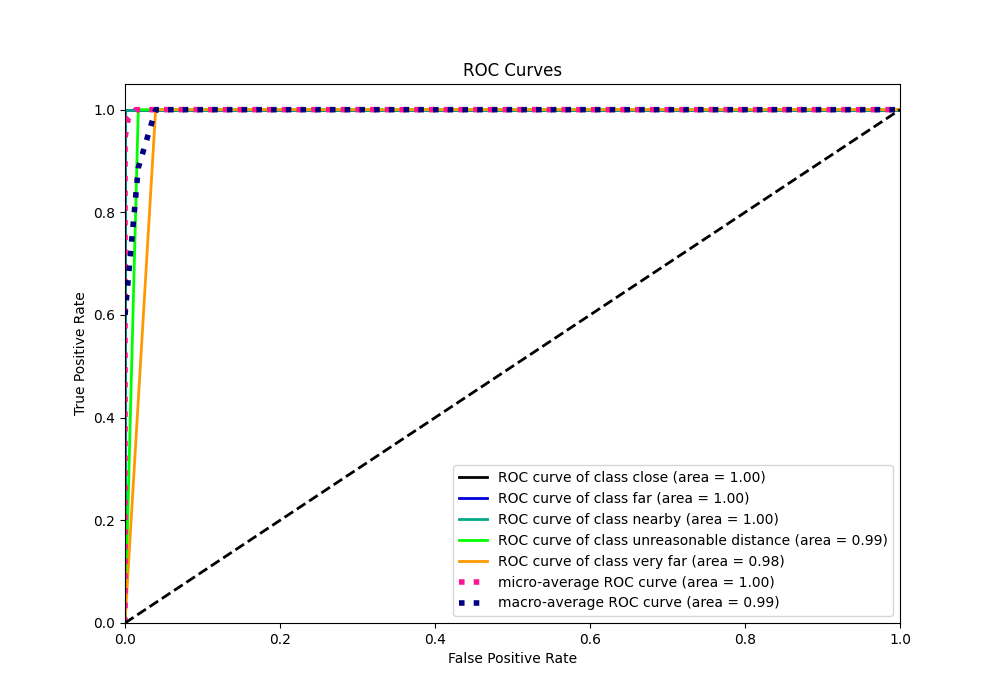 ROC Curves
True Positive Rate
1.0
0.8
0.6
0.4
0.2
0.0
0.0 0.2 0.4 0.6 0.8 1.0
False Positive Rate
ROC curve of class close (area = 1.00)
ROC curve of class far (area = 1.00)
ROC curve of class nearby (area = 1.00)
ROC curve of class unreasonable distance (area = 0.99)
ROC curve of class very far (area = 0.98)
micro-average ROC curve (area = 1.00)
macro-average ROC curve (area = 0.99)